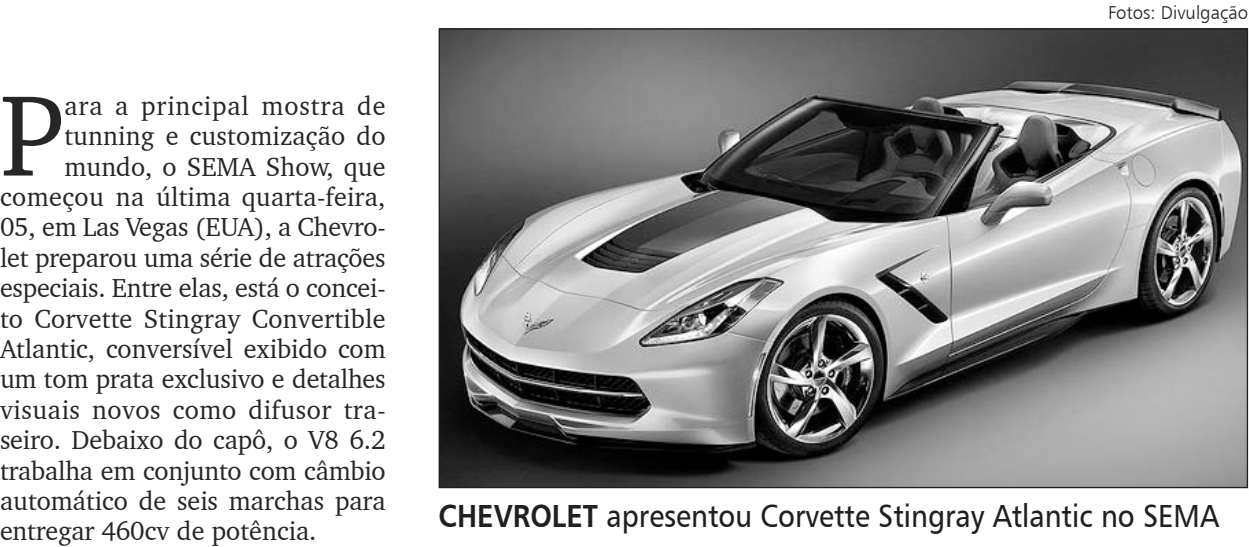 Fotos: Divulgação
Para a principal mostra de
tunning e customização do
mundo, o SEMA Show, que
começou na última quarta-feira,
05, em Las Vegas (EUA), a Chevro-
let preparou uma série de atrações
especiais. Entre elas, está o concei-
to Corvette Stingray Convertible
Atlantic, conversível exibido com
um tom prata exclusivo e detalhes
visuais novos como difusor tra-
seiro. Debaixo do capô, o V8 6.2
trabalha em conjunto com câmbio
automático de seis marchas para
entregar 460cv de potência.
CHEVROLET apresentou Corvette Stingray Atlantic no SEMA